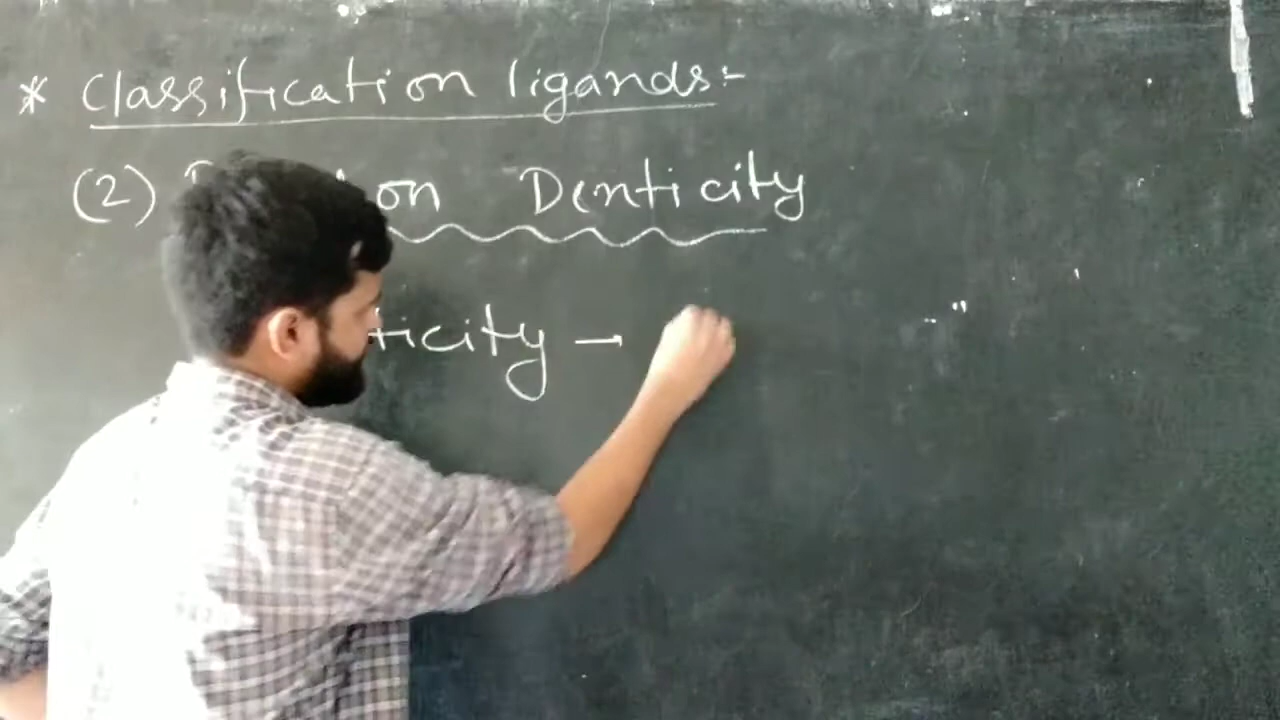 * Classification ligands:-
(2) on Denticity
ticity →